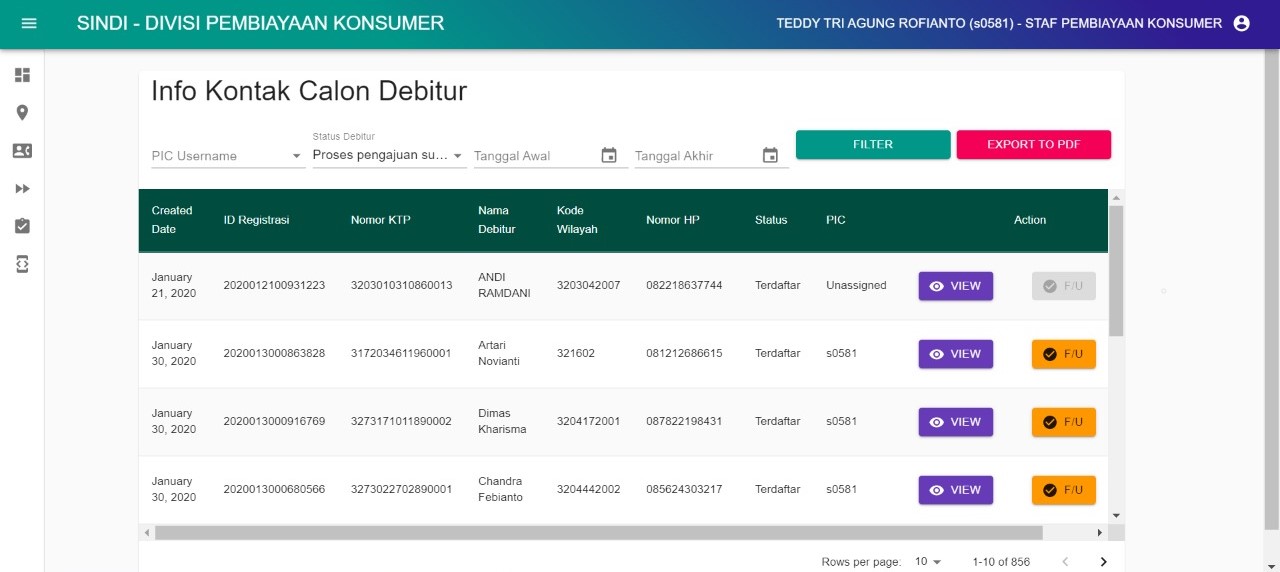 SINDI - DIVISI PEMBIAYAAN KONSUMER
TEDDY TRI AGUNG ROFIANTO (s0581) - STAF PEMBIAYAAN KONSUMER
Info Kontak Calon Debitur
PIC Username
Status Debitur
Proses pengajuan su...
Tanggal Awal
Tanggal Akhir
FILTER
EXPORT TO PDF
Created Date
ID Registrasi
Nomor KTP
Nama Debitur
Kode Wilayah
Nomor HP
Status
PIC
Action
January 21, 2020
2020012100931223
3203010310860013
ANDI RAMDANI
3203042007
082218637744
Terdaftar
Unassigned
VIEW
F/U
January 30, 2020
2020013000863828
3172034611960001
Artari Novianti
321602
081212686615
Terdaftar
s0581
VIEW
F/U
January 30, 2020
2020013000916769
3273171011890002
Dimas Kharisma
3204172001
087822198431
Terdaftar
s0581
VIEW
F/U
January 30, 2020
2020013000680566
3273022702890001
Chandra Febianto
3204442002
085624303217
Terdaftar
s0581
VIEW
F/U
Rows per page: 10
1-10 of 856